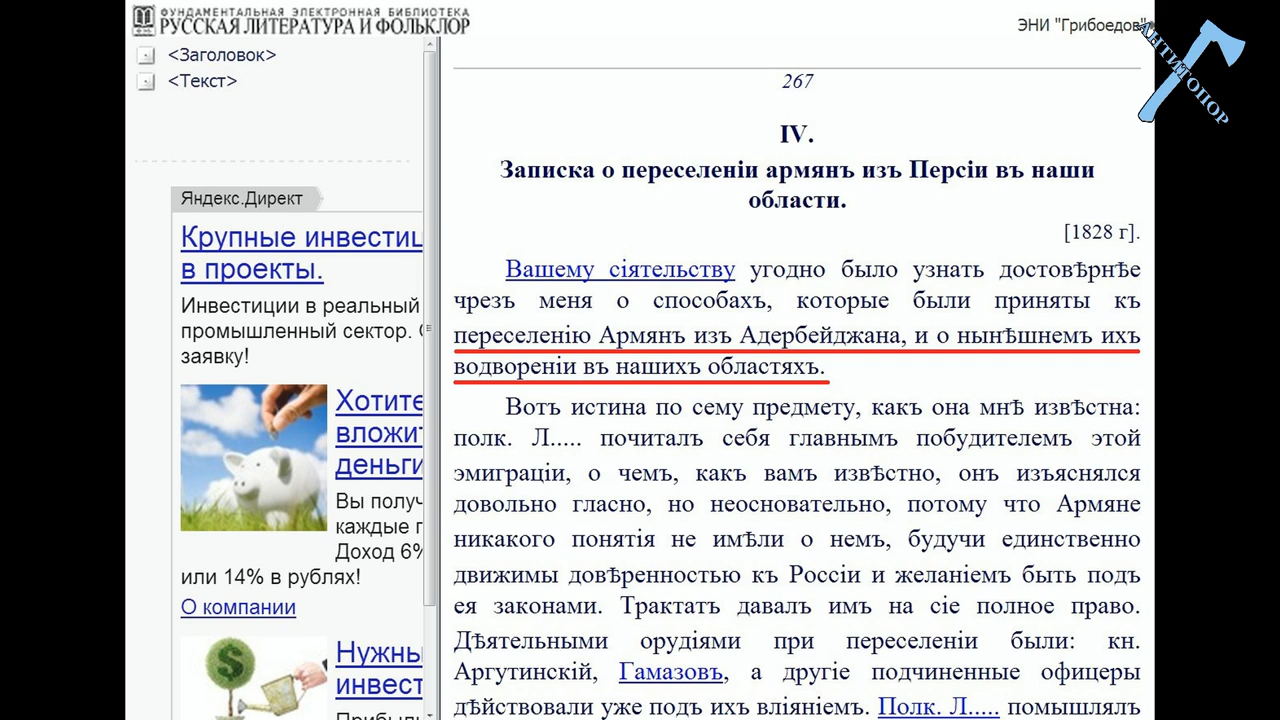 ФУНДАМЕНТАЛЬНАЯ ЭЛЕКТРОННАЯ БИБЛИОТЕКА
РУССКАЯ ЛИТЕРАТУРА И ФОЛЬКЛОР
ЭНИ "Грибоедов"
АНТИТОПОР
<Заголовок>
<Текст>
Яндекс.Директ
Крупные инвестиц
в проекты.
Инвестиции в реальный
промышленный сектор.
заявку!
Хотите
вложит
деньги
Вы получ
каждые г
Доход 6%
или 14% в рублях!
О компании
$
Нужны
инвест
267
IV.
Записка о переселеніи армянъ изъ Персіи въ наши
области.
[1828 г].
Вашему сіятельству угодно было узнать достовѣрнѣе
чрезъ меня о способахъ, которые были приняты къ
переселенію Армянъ изъ Адербейджана, и о нынѣшнемъ ихъ
водвореніи въ нашихъ областяхъ.
Вотъ истина по сему предмету, какъ она мнѣ извѣстна:
полк. Л..... почиталъ себя главнымъ побудителемъ этой
эмиграціи, о чемъ, какъ вамъ извѣстно, онъ изъяснялся
довольно гласно, но неосновательно, потому что Армяне
никакого понятія не имѣли о немъ, будучи единственно
движимы довѣренностью къ Россіи и желаніемъ быть подъ
ея законами. Трактатъ давалъ имъ на сіе полное право.
Дѣятельными орудіями при переселеніи были: кн.
Аргутинскій, Гамазовъ, а другіе подчиненные офицеры
дѣйствовали уже подъ ихъ вліяніемъ. Полк. Л..... помышлялъ